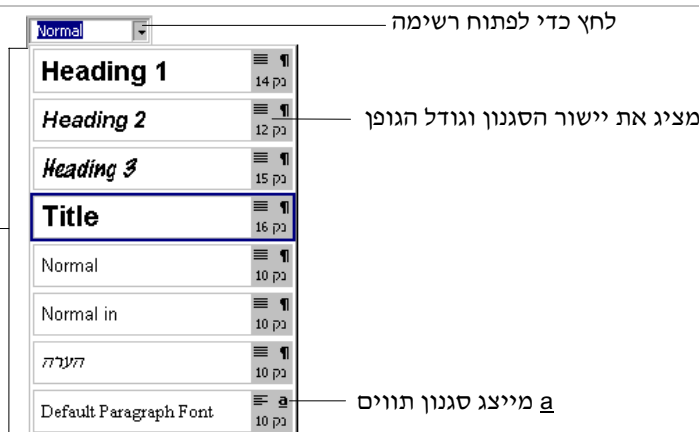 Normal
לחץ כדי לפתוח רשימה
Heading 1
¶
נק 14
Heading 2
¶
נק 12
מציג את יישור הסגנון וגודל הגופן
Heading 3
¶
נק 15
Title
¶
נק 16
Normal
¶
נק 10
Normal in
¶
נק 10
הערה
¶
נק 10
Default Paragraph Font
a
נק 10
a מייצג סגנון תווים